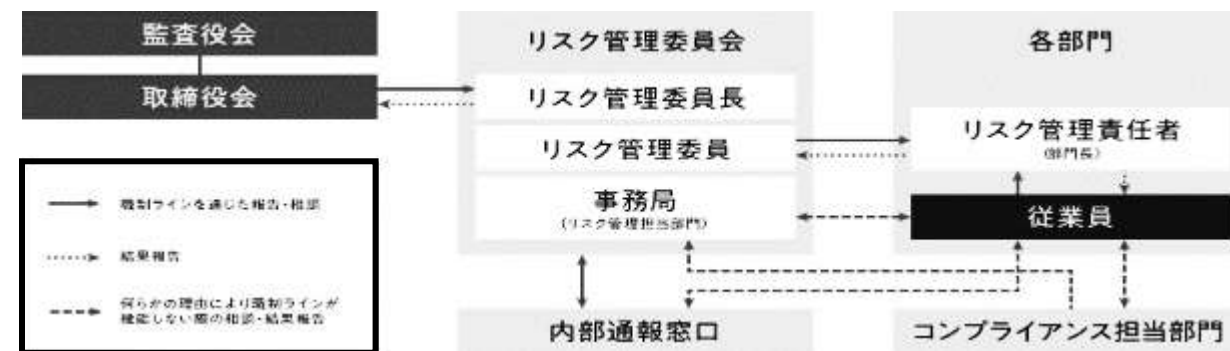 監査役会
取締役会
職制ラインを通じた報告・相談
結果報告
何らかの理由により職制ラインが
機能しない際の相談・結果報告
リスク管理委員会
リスク管理委員長
リスク管理委員
事務局
(リスク管理担当部門)
内部通報窓口
各部門
リスク管理責任者
(部門長)
従業員
コンプライアンス担当部門